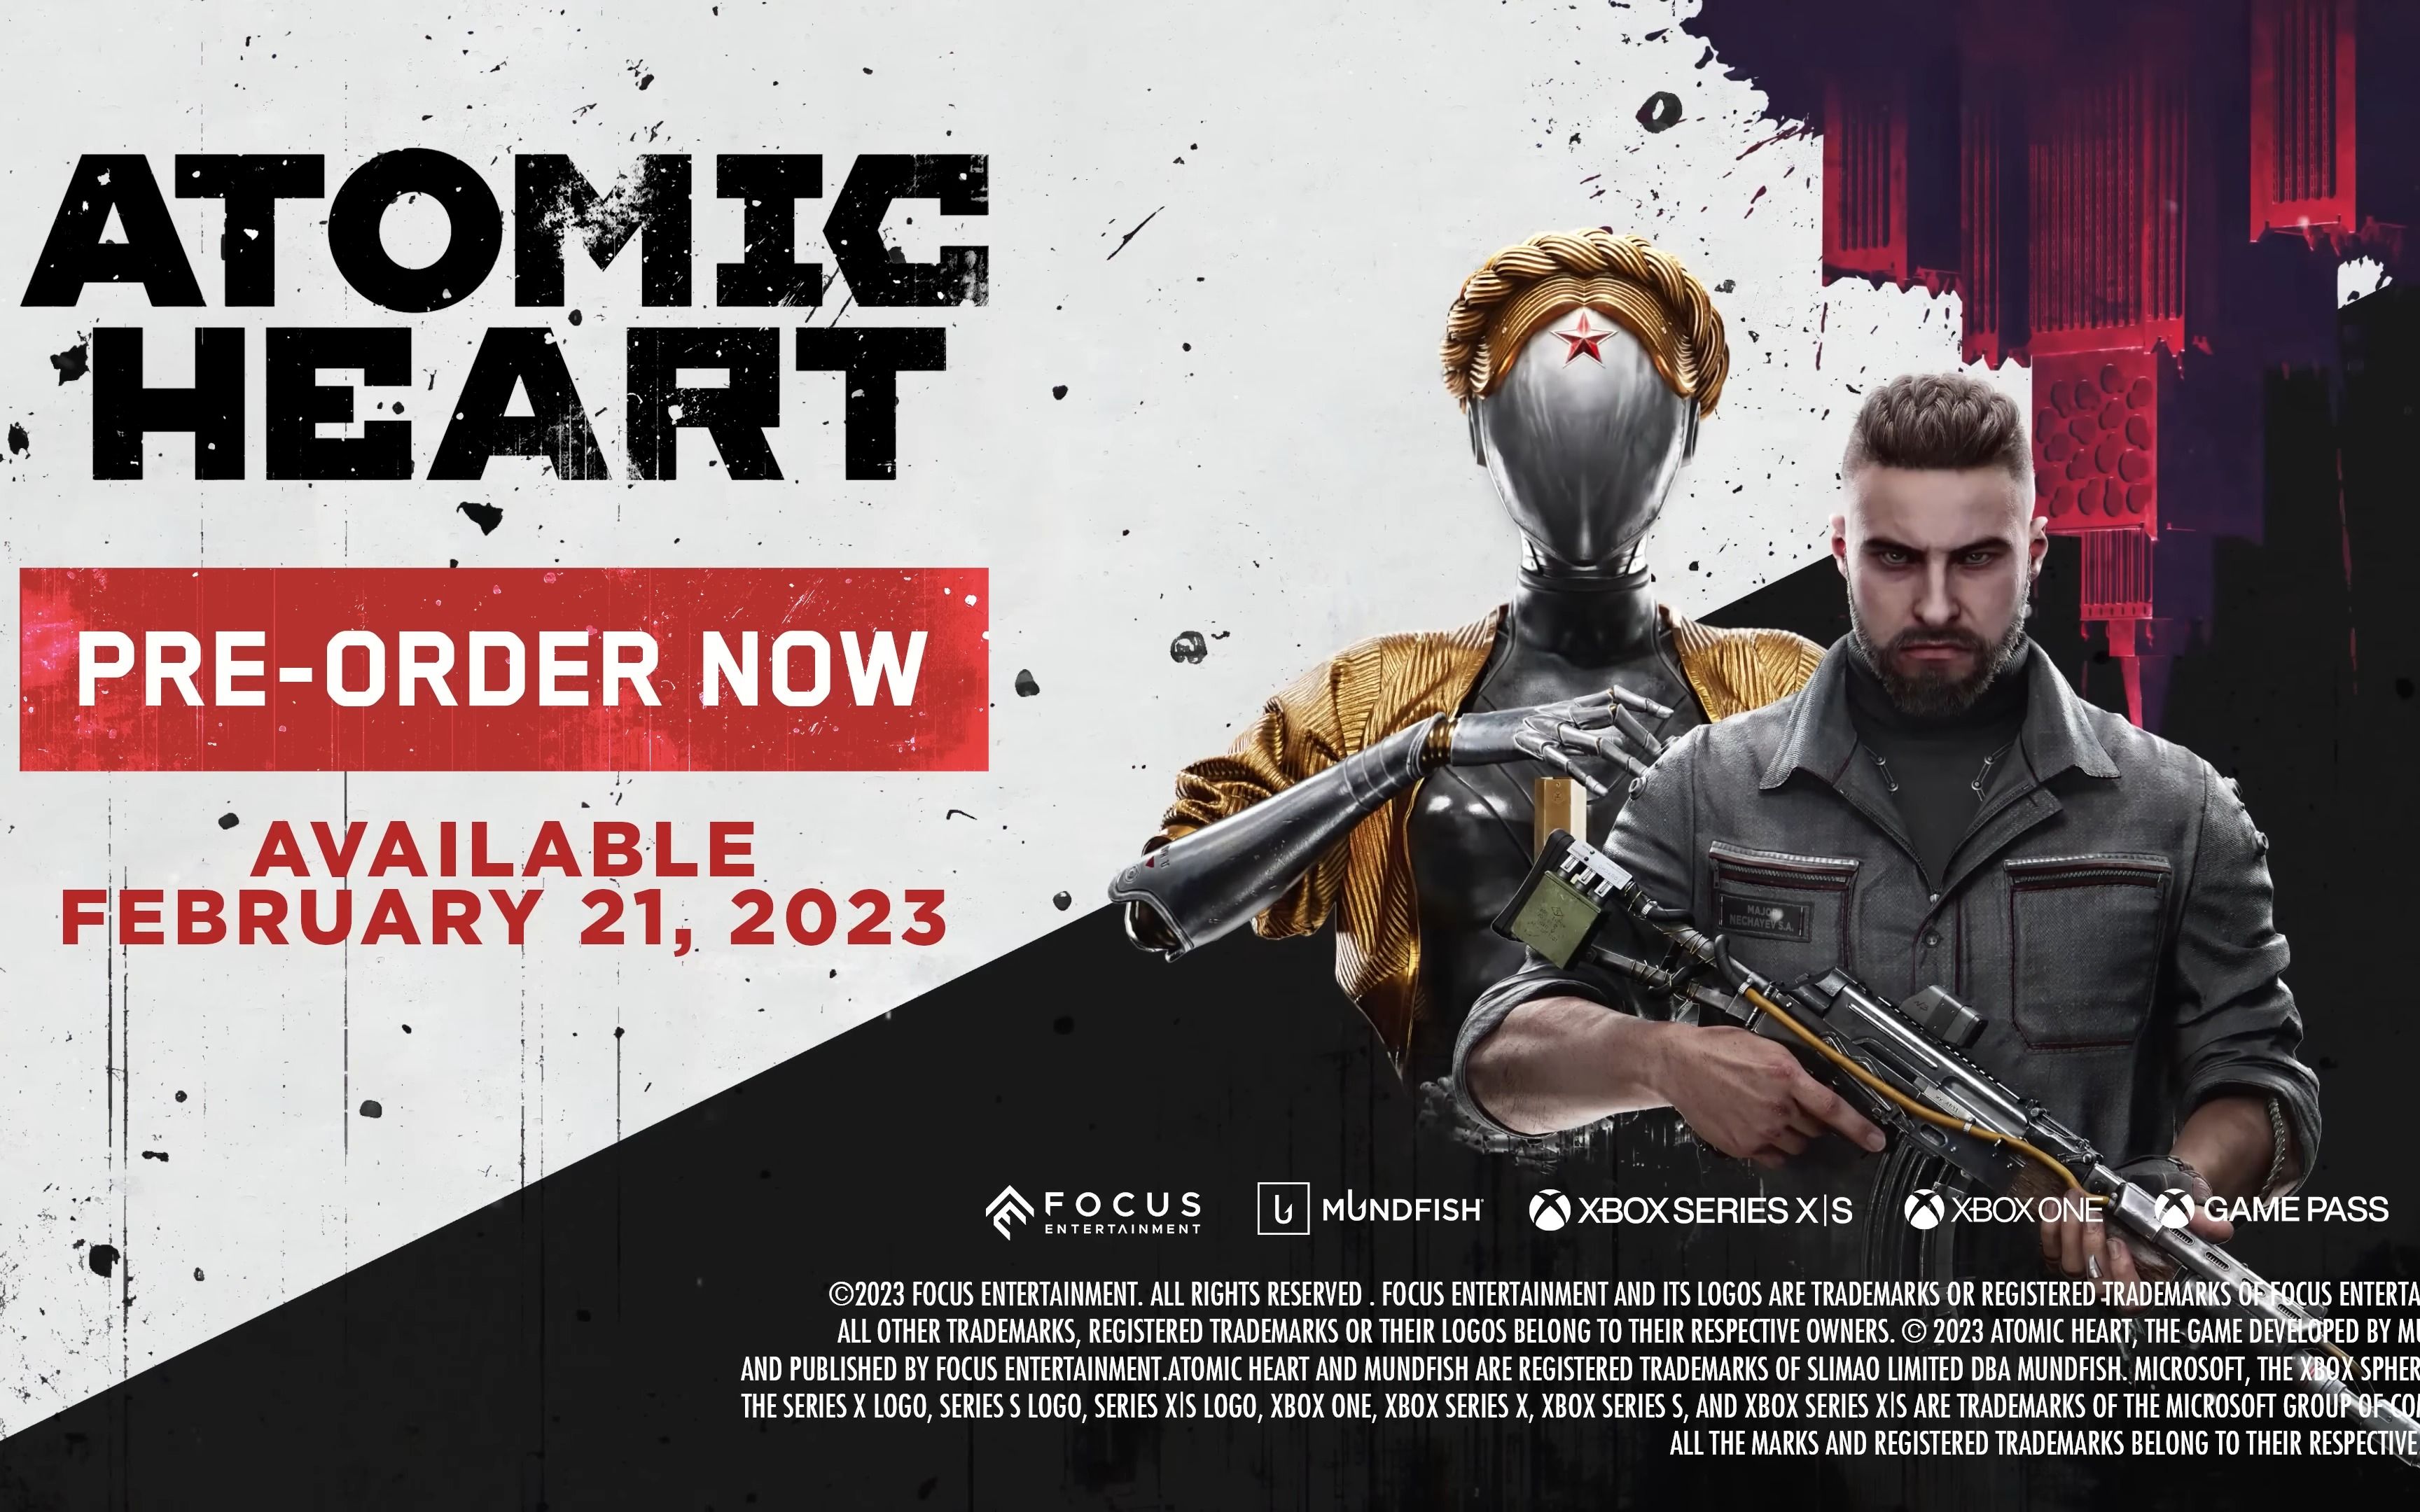 ATOMIC
HEART
PRE-ORDER NOW
AVAILABLE
FEBRUARY 21, 2023
MAJOR
NECHAYEV S.A.
FOCUS
ENTERTAINMENT
MUNDFISH
XBOX SERIES X|S
XBOX ONE
GAME PASS
©2023 FOCUS ENTERTAINMENT. ALL RIGHTS RESERVED . FOCUS ENTERTAINMENT AND ITS LOGOS ARE TRADEMARKS OR REGISTERED TRADEMARKS OF FOCUS ENTERTA
ALL OTHER TRADEMARKS, REGISTERED TRADEMARKS OR THEIR LOGOS BELONG TO THEIR RESPECTIVE OWNERS. © 2023 ATOMIC HEART, THE GAME DEVELOPED BY MU
AND PUBLISHED BY FOCUS ENTERTAINMENT.ATOMIC HEART AND MUNDFISH ARE REGISTERED TRADEMARKS OF SLIMAO LIMITED DBA MUNDFISH. MICROSOFT, THE XBOX SPHER
THE SERIES X LOGO, SERIES S LOGO, SERIES X|S LOGO, XBOX ONE, XBOX SERIES X, XBOX SERIES S, AND XBOX SERIES X|S ARE TRADEMARKS OF THE MICROSOFT GROUP OF CO
ALL THE MARKS AND REGISTERED TRADEMARKS BELONG TO THEIR RESPECTIVE